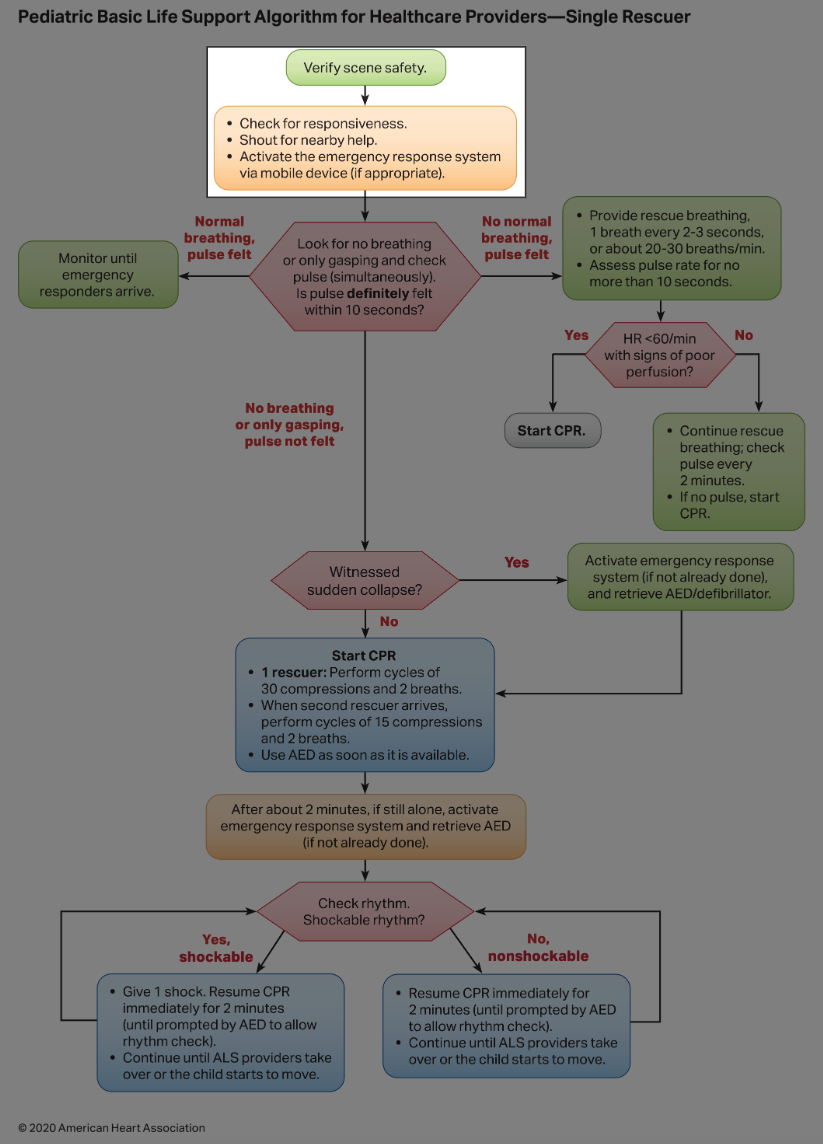 Pediatric Basic Life Support Algorithm for Healthcare Providers—Single Rescuer
Verify scene safety.
• Check for responsiveness.
• Shout for nearby help.
• Activate the emergency response system
via mobile device (if appropriate).
Normal
breathing,
pulse felt
Look for no breathing
or only gasping and check
pulse (simultaneously).
Is pulse definitely felt
within 10 seconds?
No normal
breathing,
pulse felt
Monitor until
emergency
responders arrive.
• Provide rescue breathing,
1 breath every 2-3 seconds,
or about 20-30 breaths/min.
• Assess pulse rate for no
more than 10 seconds.
Yes
HR <60/min
with signs of poor
perfusion?
No
Start CPR.
• Continue rescue
breathing; check
pulse every
2 minutes.
• If no pulse, start
CPR.
No breathing
or only gasping,
pulse not felt
Witnessed
sudden collapse?
Yes
Activate emergency response
system (if not already done),
and retrieve AED/defibrillator.
No
Start CPR
• 1 rescuer: Perform cycles of
30 compressions and 2 breaths.
• When second rescuer arrives,
perform cycles of 15 compressions
and 2 breaths.
• Use AED as soon as it is available.
After about 2 minutes, if still alone, activate
emergency response system and retrieve AED
(if not already done).
Check rhythm.
Shockable rhythm?
Yes,
shockable
No,
nonshockable
• Give 1 shock. Resume CPR
immediately for 2 minutes
(until prompted by AED to allow
rhythm check).
• Continue until ALS providers take
over or the child starts to move.
• Resume CPR immediately for
2 minutes (until prompted by AED
to allow rhythm check).
• Continue until ALS providers take
over or the child starts to move.
© 2020 American Heart Association